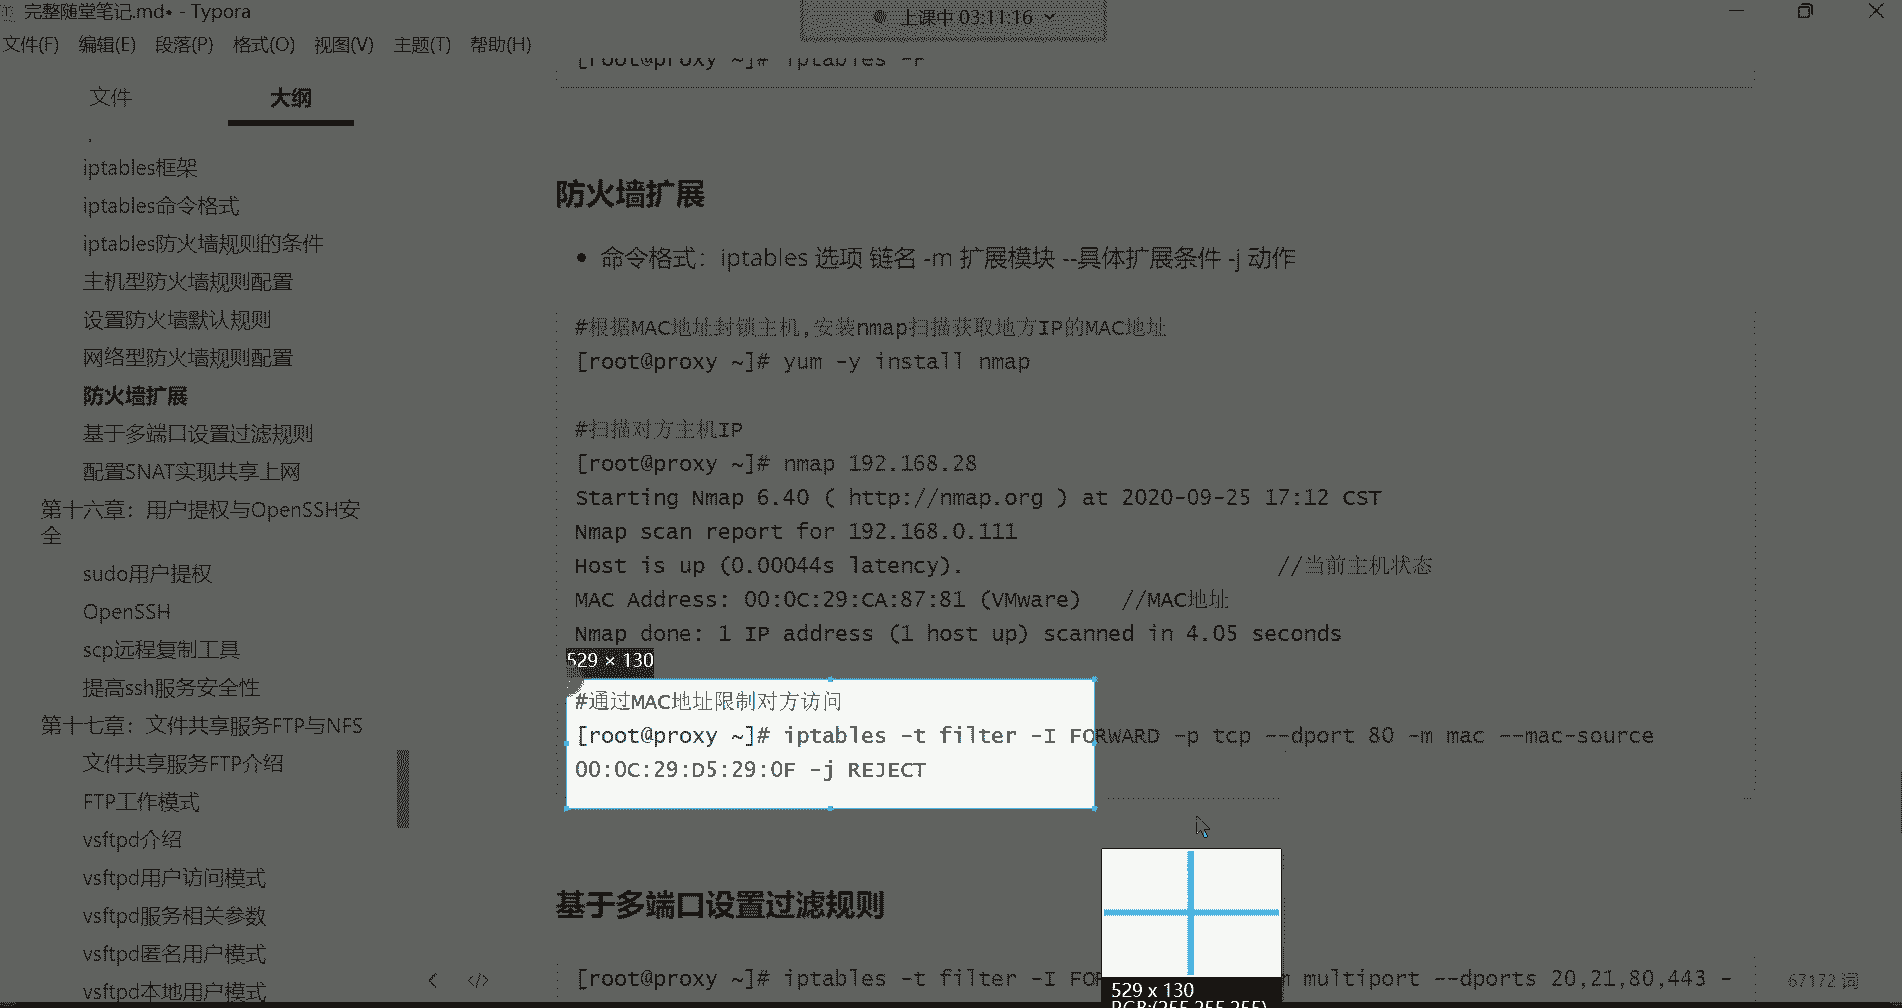 完整随堂笔记.md• - Typora
上课中 03:11:16
文件(F) 编辑(E) 段落(P) 格式(O) 视图(V) 主题(T) 帮助(H)
文件 大纲
iptables框架
iptables命令格式
iptables防火墙规则的条件
主机型防火墙规则配置
设置防火墙默认规则
网络型防火墙规则配置
防火墙扩展
基于多端口设置过滤规则
配置SNAT实现共享上网
第十六章：用户提权与OpenSSH安
全
sudo用户提权
OpenSSH
scp远程复制工具
提高ssh服务安全性
第十七章：文件共享服务FTP与NFS
文件共享服务FTP介绍
FTP工作模式
vsftpd介绍
vsftpd用户访问模式
vsftpd服务相关参数
vsftpd匿名用户模式
vsftpd本地用户模式
[root@proxy ~]# iptables -F
防火墙扩展
• 命令格式：iptables 选项 链名 -m 扩展模块 --具体扩展条件 -j 动作
#根据MAC地址封锁主机,安装nmap扫描获取地方IP的MAC地址
[root@proxy ~]# yum -y install nmap
#扫描对方主机IP
[root@proxy ~]# nmap 192.168.28
Starting Nmap 6.40 ( http://nmap.org ) at 2020-09-25 17:12 CST
Nmap scan report for 192.168.0.111
Host is up (0.00044s latency). //当前主机状态
MAC Address: 00:0C:29:CA:87:81 (VMware) //MAC地址
Nmap done: 1 IP address (1 host up) scanned in 4.05 seconds
529 × 130
#通过MAC地址限制对方访问
[root@proxy ~]# iptables -t filter -I FORWARD -p tcp --dport 80 -m mac --mac-source
00:0C:29:D5:29:0F -j REJECT
基于多端口设置过滤规则
[root@proxy ~]# iptables -t filter -I FO multiport --dports 20,21,80,443 -
529 x 130
RGB:(255,255,255)
67172 词